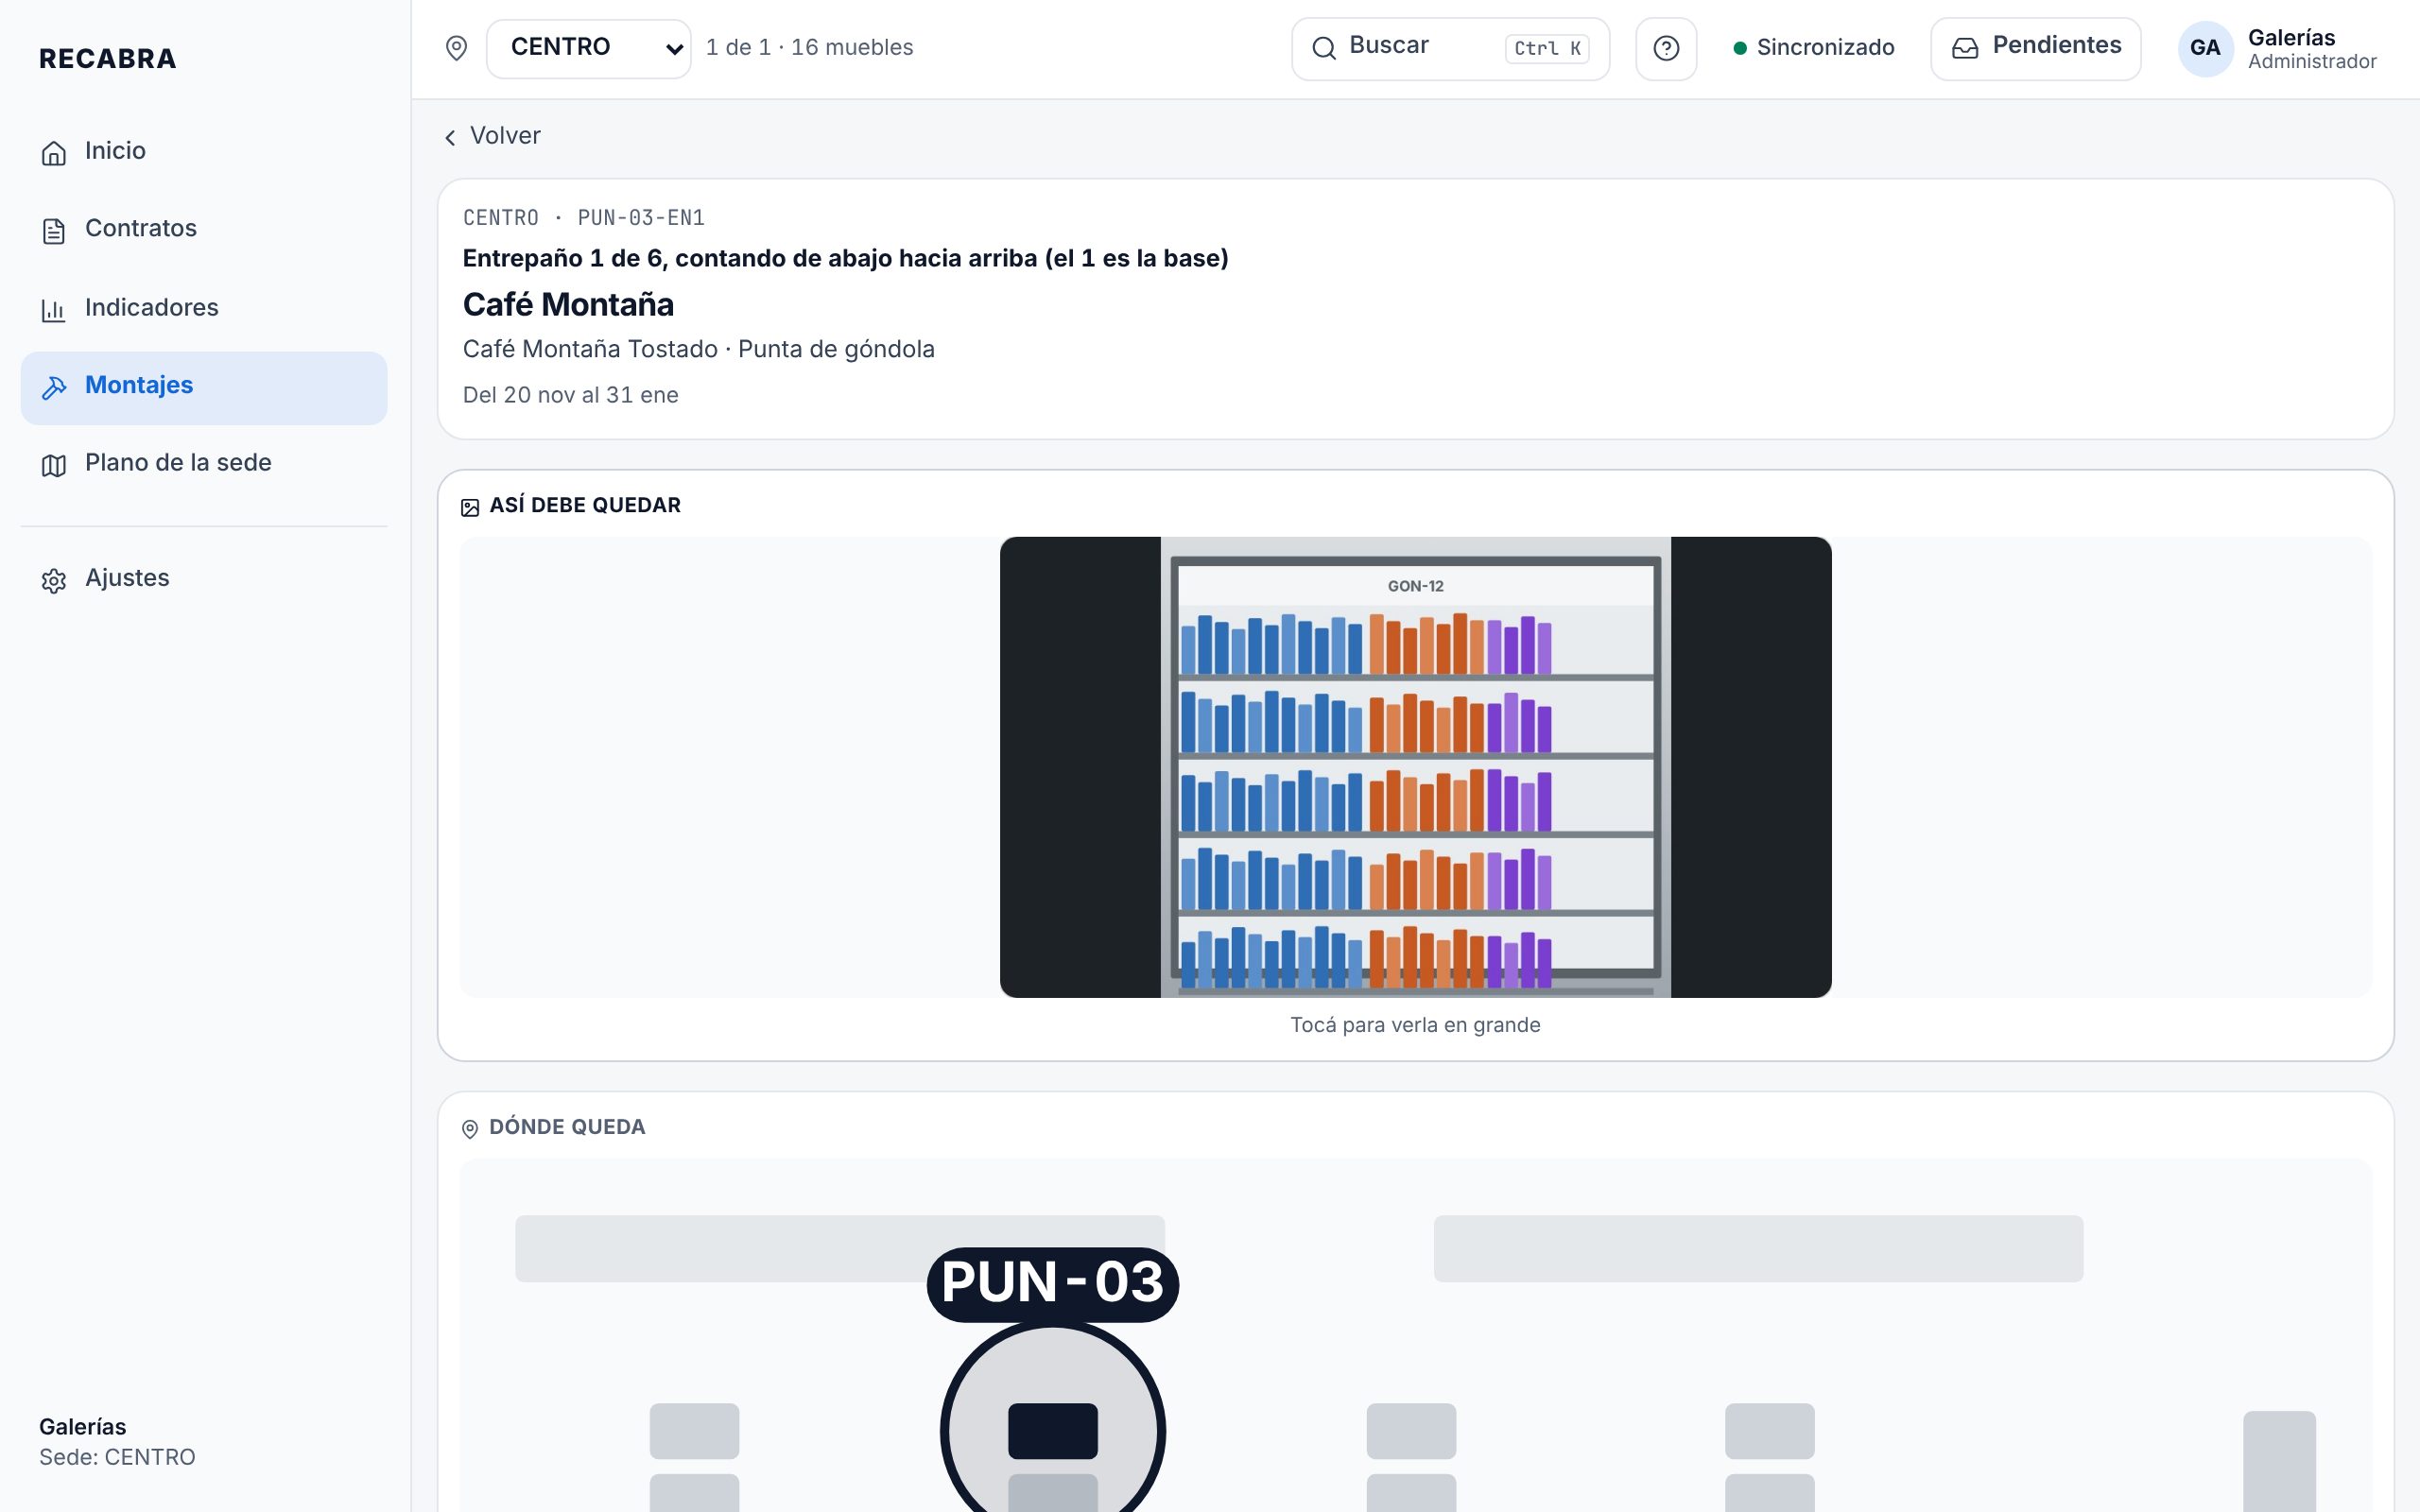 RECABRA
Inicio
Contratos
Indicadores
Montajes
Plano de la sede
Ajustes
Galerías
Sede: CENTRO
CENTRO
1 de 1 · 16 muebles
Buscar
Ctrl K
Sincronizado
Pendientes
GA
Galerías
Administrador
Volver
CENTRO · PUN-03-EN1
Entrepaño 1 de 6, contando de abajo hacia arriba (el 1 es la base)
Café Montaña
Café Montaña Tostado · Punta de góndola
Del 20 nov al 31 ene
ASÍ DEBE QUEDAR
GON-12
Tocá para verla en grande
DÓNDE QUEDA
PUN-03